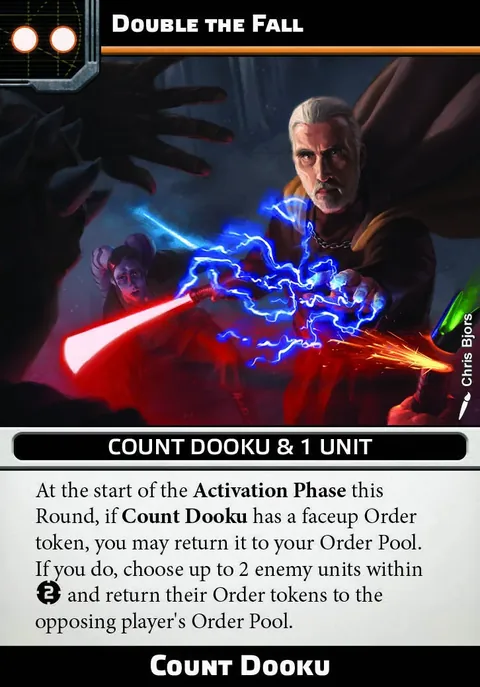 Double the Fall
Chris Bjors
COUNT DOOKU & 1 UNIT
At the start of the Activation Phase this
Round, if Count Dooku has a faceup Order
token, you may return it to your Order Pool.
If you do, choose up to 2 enemy units within
2 and return their Order tokens to the
opposing player's Order Pool.
Count Dooku